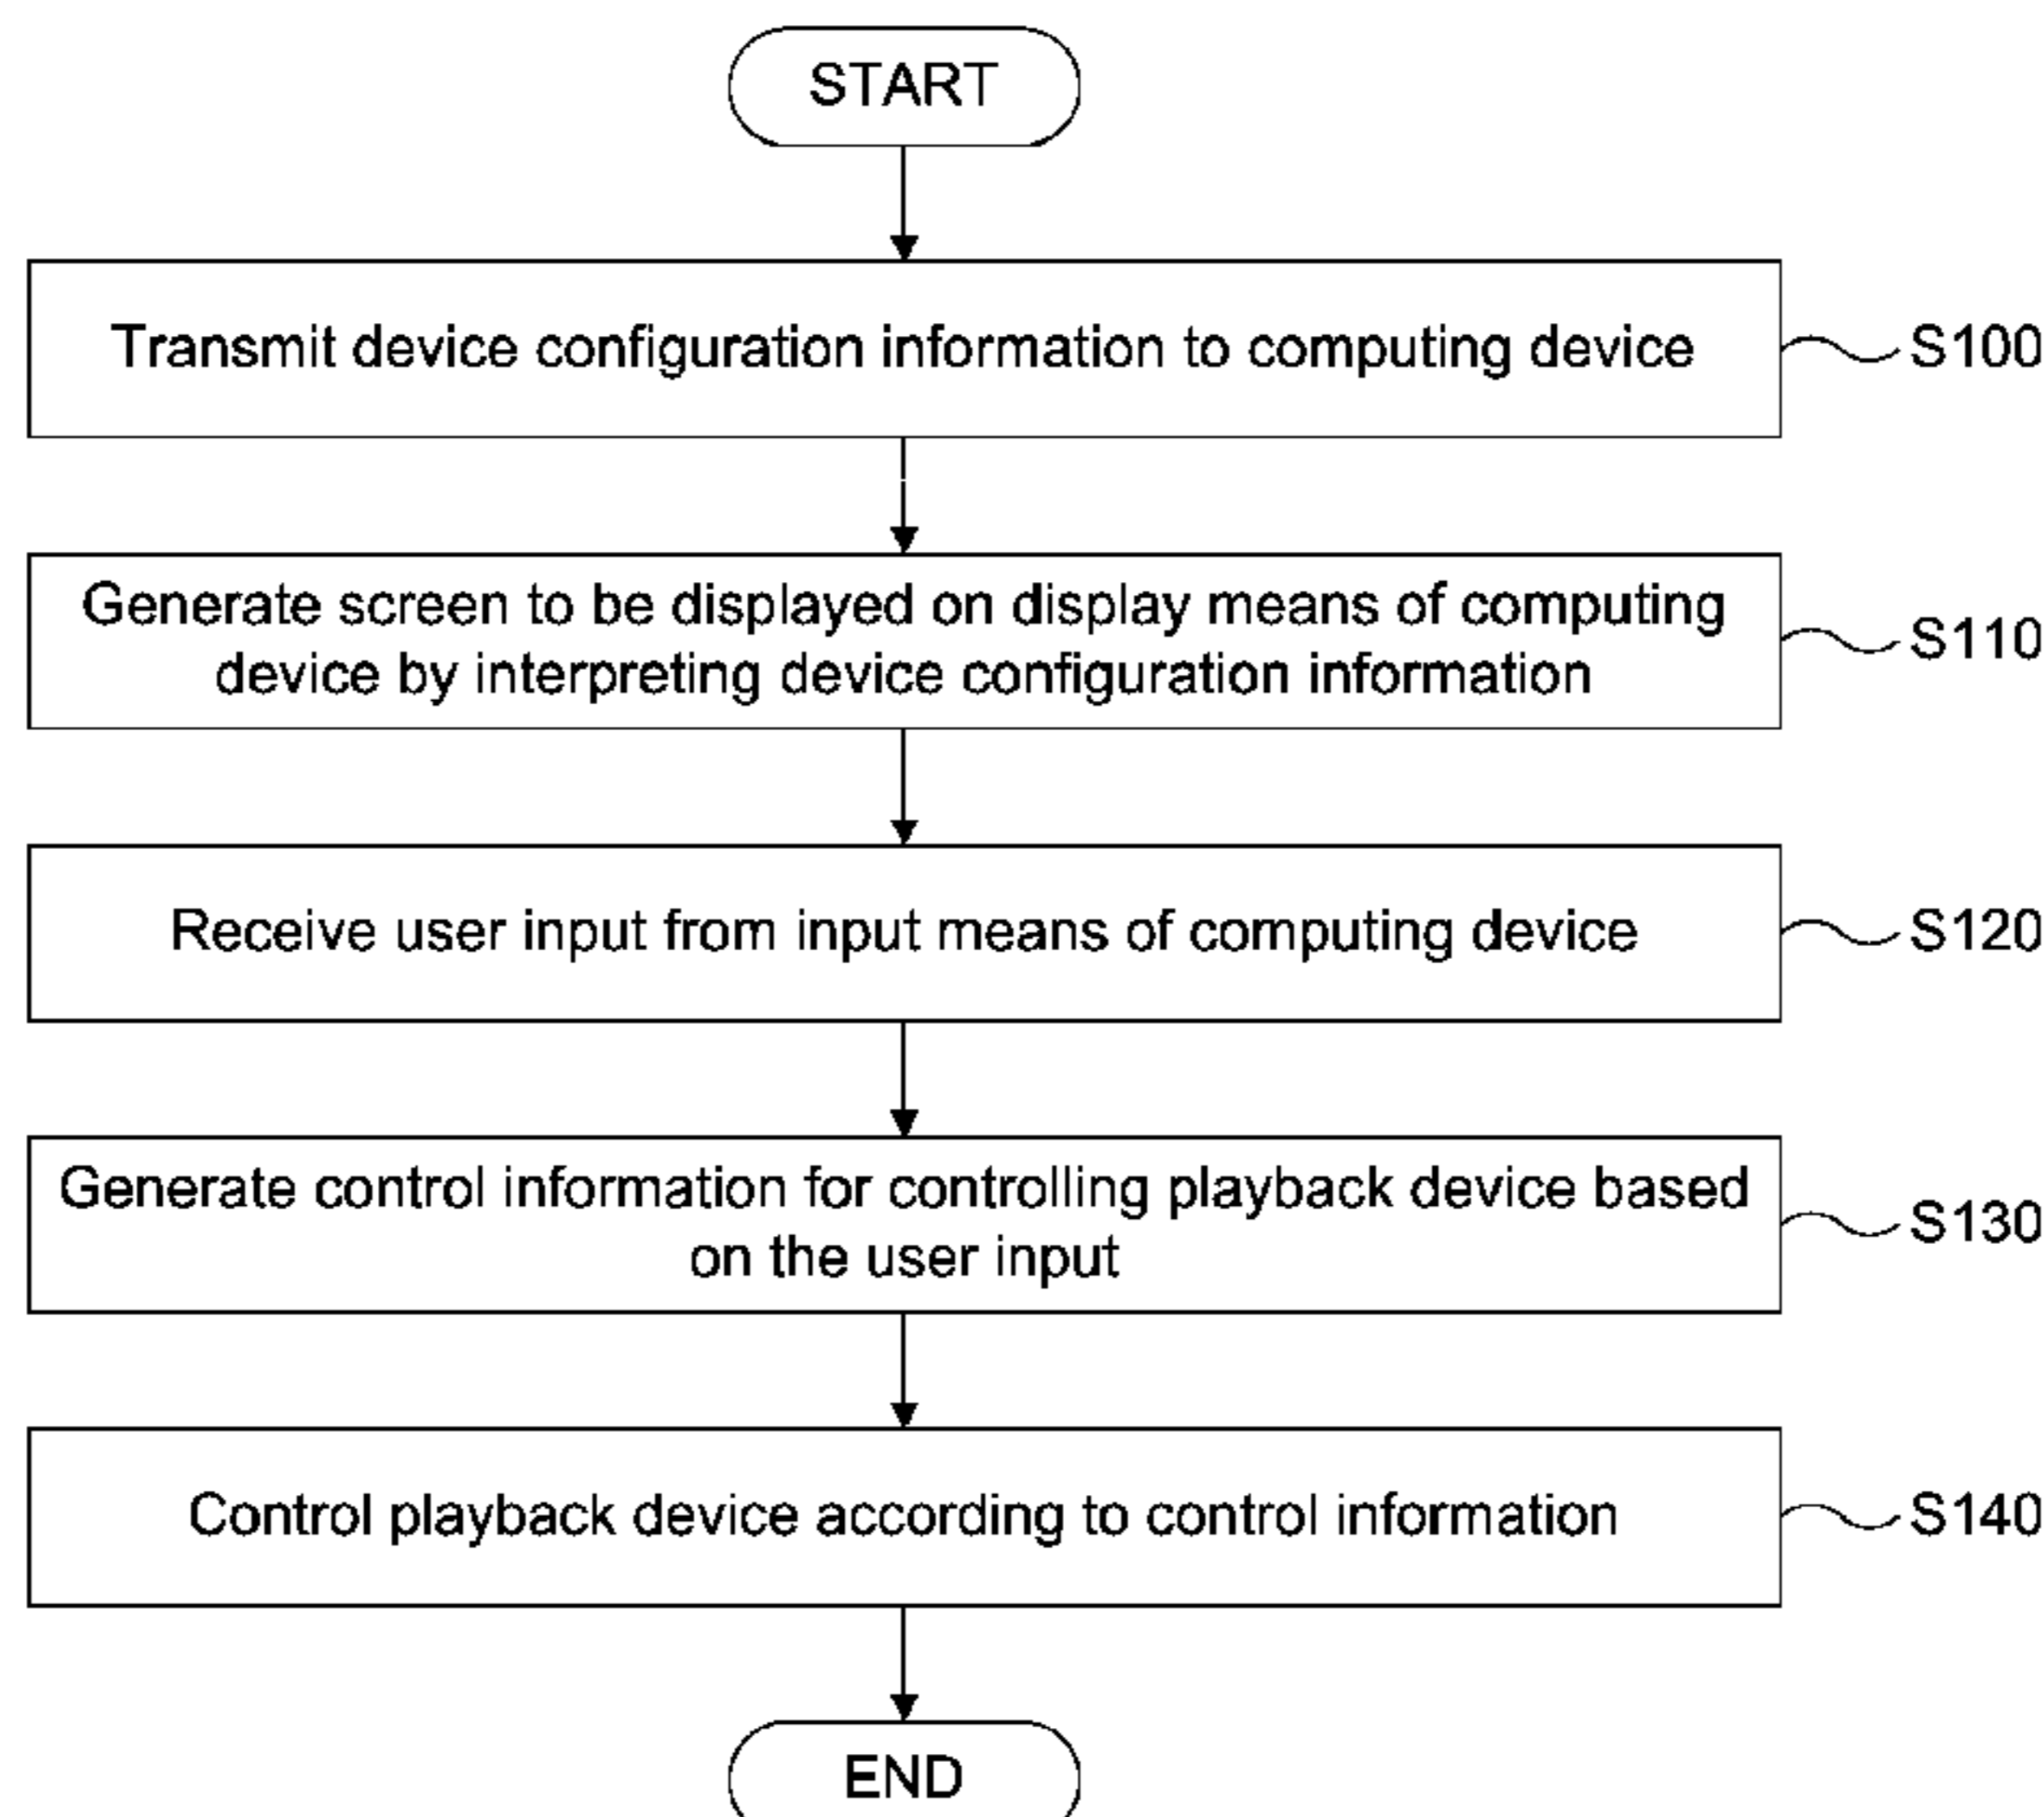 START
Transmit device configuration information to computing device
S100
Generate screen to be displayed on display means of computing
device by interpreting device configuration information
S110
Receive user input from input means of computing device
S120
Generate control information for controlling playback device based
on the user input
S130
Control playback device according to control information
S140
END